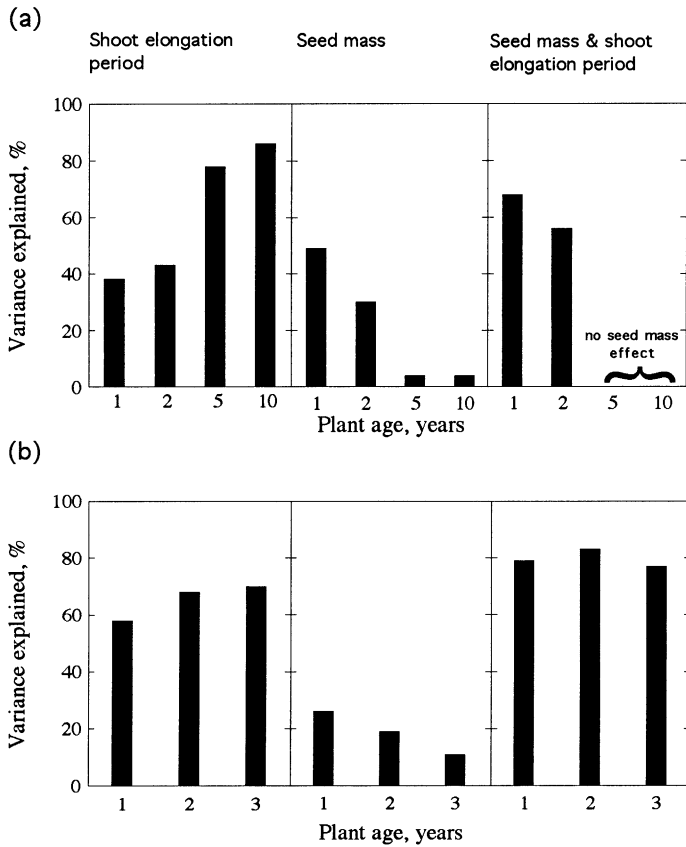 (a)
Shoot elongation
period
Seed mass
Seed mass & shoot
elongation period
Variance explained, %
100
80
60
40
20
0
no seed mass
effect
1 2 5 10 1 2 5 10 1 2 5 10
Plant age, years
(b)
Variance explained, %
100
80
60
40
20
0
1 2 3 1 2 3 1 2 3
Plant age, years